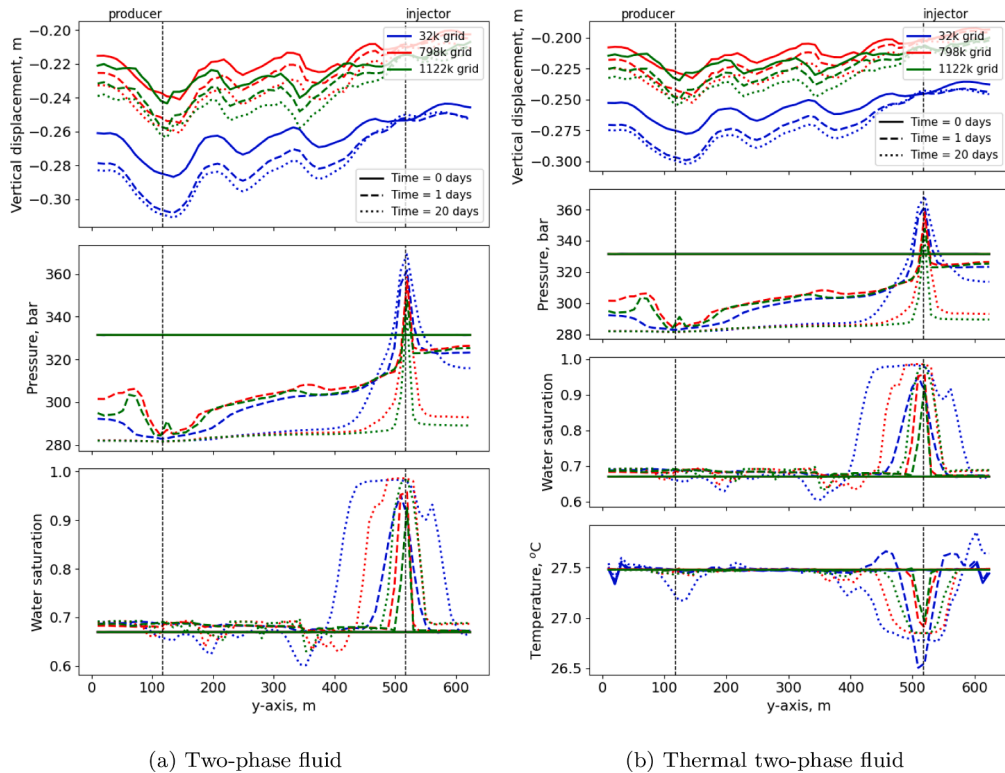 producer injector
Vertical displacement, m
−0.20
−0.22
−0.24
−0.26
−0.28
−0.30
32k grid
798k grid
1122k grid
Time = 0 days
Time = 1 days
Time = 20 days
Pressure, bar
360
340
320
300
280
Water saturation
1.0
0.9
0.8
0.7
0.6
0 100 200 300 400 500 600
y-axis, m
(a) Two-phase fluid
producer injector
Vertical displacement, m
−0.200
−0.225
−0.250
−0.275
−0.300
32k grid
798k grid
1122k grid
Time = 0 days
Time = 1 days
Time = 20 days
Pressure, bar
360
340
320
300
280
Water saturation
1.0
0.9
0.8
0.7
0.6
Temperature, °C
27.5
27.0
26.5
0 100 200 300 400 500 600
y-axis, m
(b) Thermal two-phase fluid